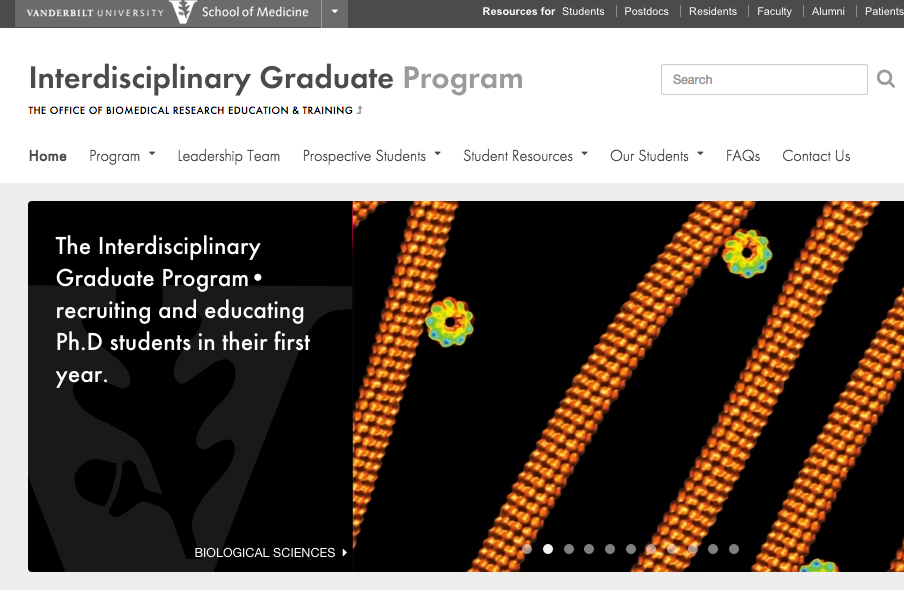 VANDERBILT UNIVERSITY School of Medicine
Resources for Students Postdocs Residents Faculty Alumni Patients
Interdisciplinary Graduate Program
THE OFFICE OF BIOMEDICAL RESEARCH EDUCATION & TRAINING
Search
Home Program Leadership Team Prospective Students Student Resources Our Students FAQs Contact Us
The Interdisciplinary
Graduate Program•
recruiting and educating
Ph.D students in their first
year.
BIOLOGICAL SCIENCES